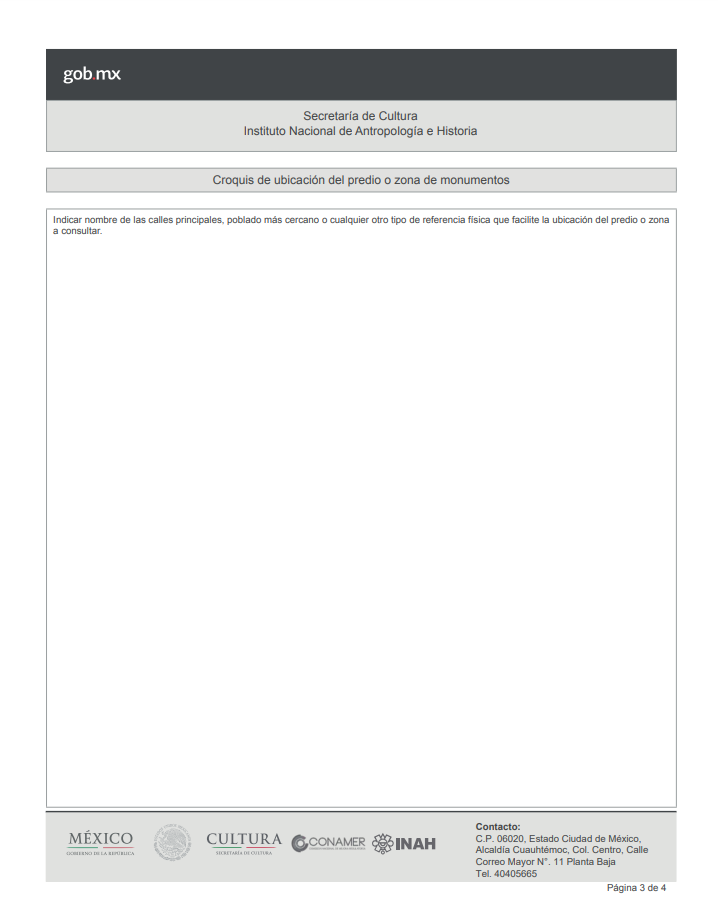 gob.mx
Secretaría de Cultura
Instituto Nacional de Antropología e Historia
Croquis de ubicación del predio o zona de monumentos
Indicar nombre de las calles principales, poblado más cercano o cualquier otro tipo de referencia física que facilite la ubicación del predio o zona
a consultar.
MÉXICO
GOBIERNO DE LA REPÚBLICA
CULTURA
SECRETARÍA DE CULTURA
CONAMER
INAH
Contacto:
C.P. 06020, Estado Ciudad de México,
Alcaldía Cuauhtémoc, Col. Centro, Calle
Correo Mayor N°. 11 Planta Baja
Tel. 40405665
Página 3 de 4